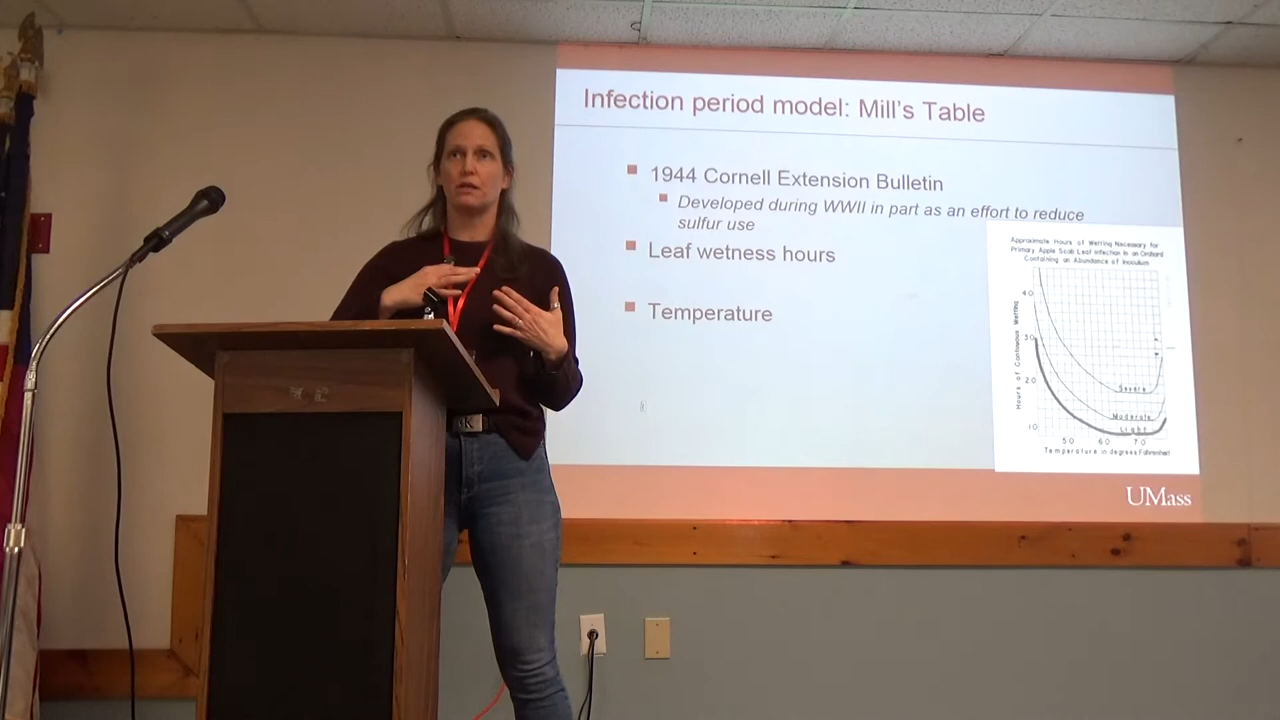 Infection period model: Mill's Table
1944 Cornell Extension Bulletin
Developed during WWII in part as an effort to reduce
sulfur use
Leaf wetness hours
Temperature
Approximate Hours of Wetting Necessary for
Primary Apple Scab Leaf Infection in an Orchard
Containing an Abundance of Inoculum
Hours of Continuous Wetting
40
30
20
10
Severe
Moderate
Light
50 60 70
Temperature in degrees Fahrenheit
UMass
K